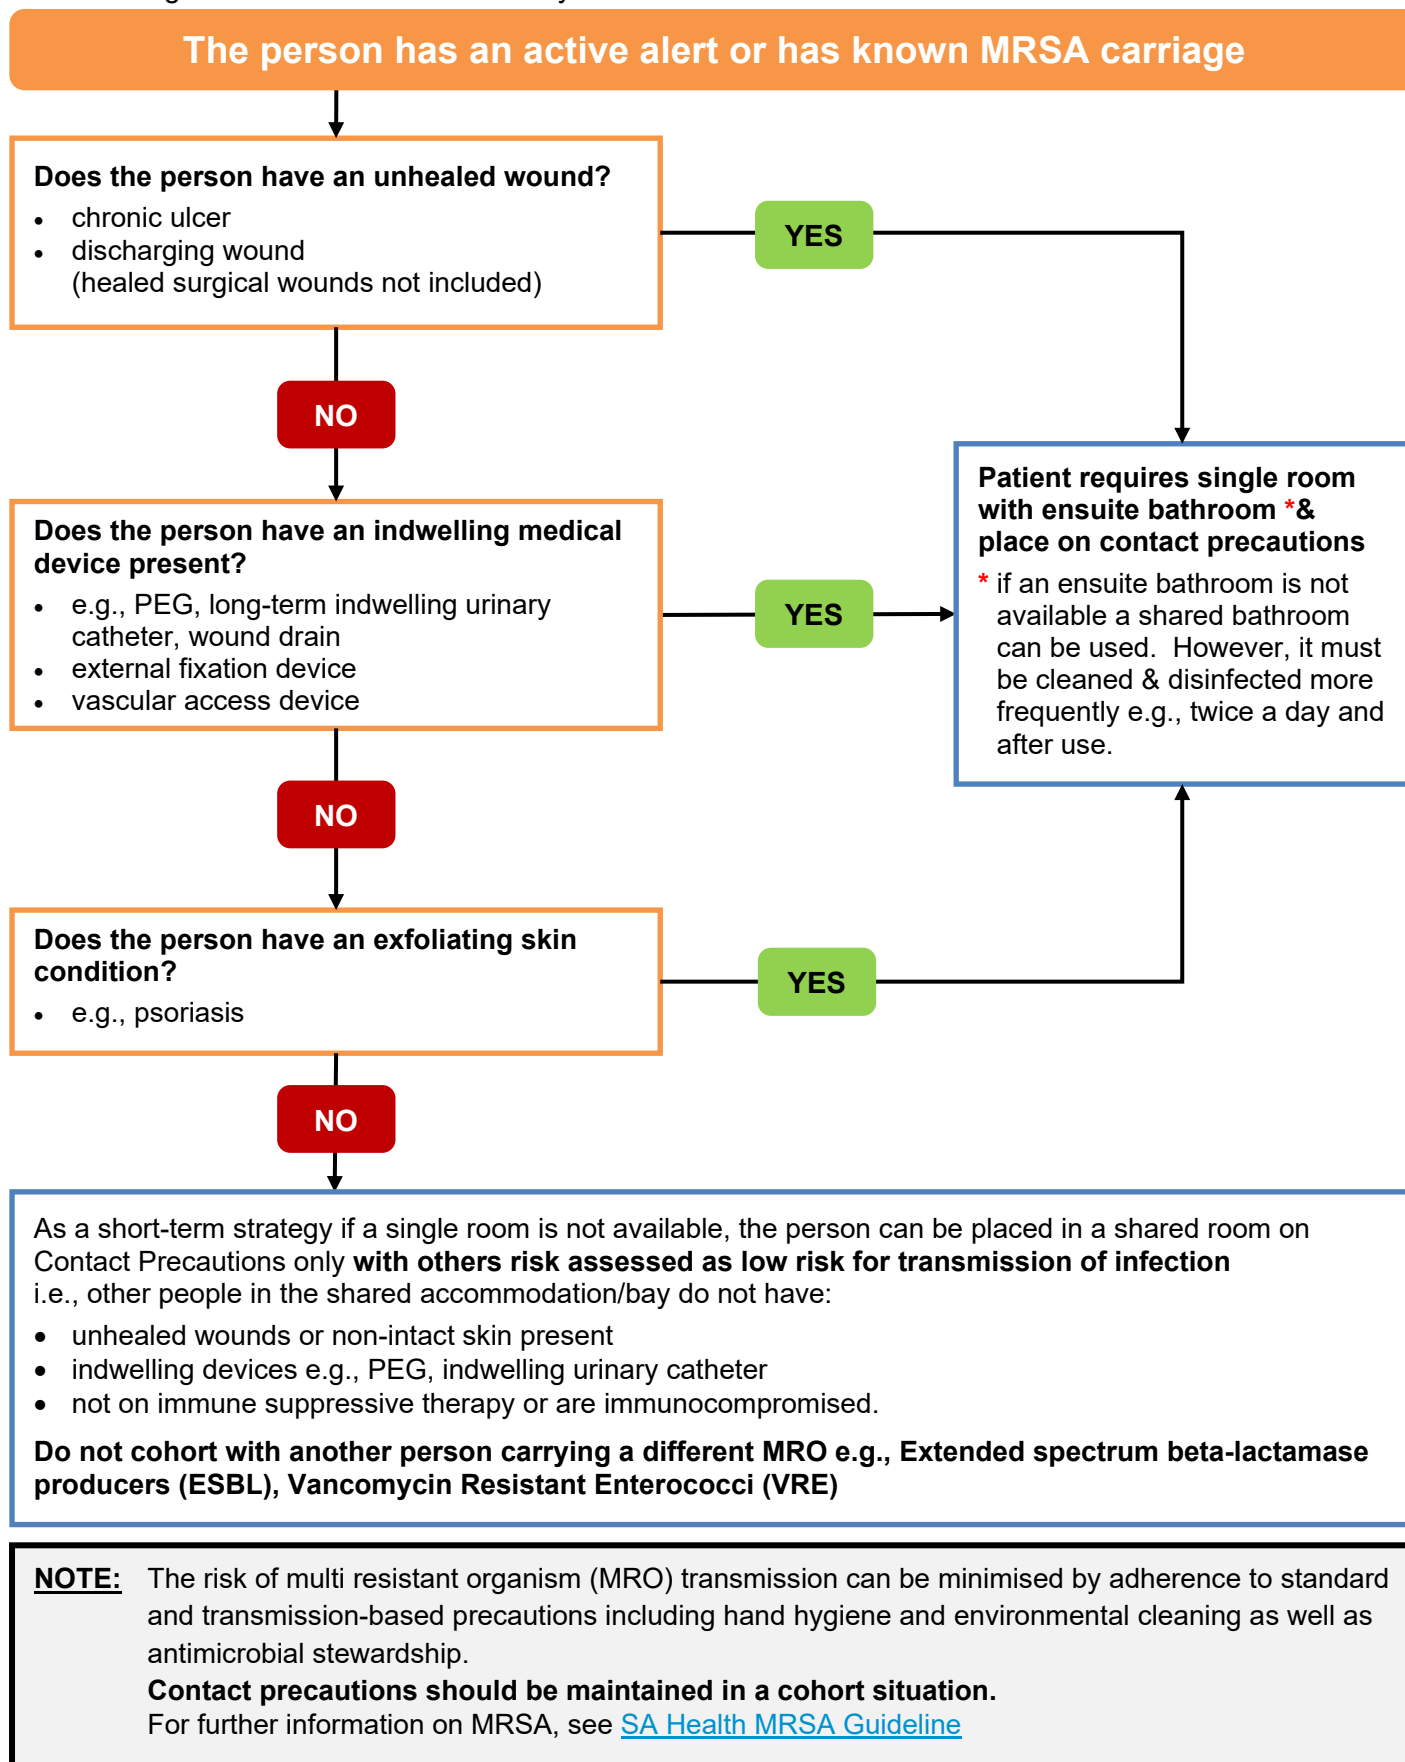 The person has an active alert or has known MRSA carriage
Does the person have an unhealed wound?
• chronic ulcer
• discharging wound
(healed surgical wounds not included)
YES
NO
Does the person have an indwelling medical
device present?
• e.g., PEG, long-term indwelling urinary
catheter, wound drain
• external fixation device
• vascular access device
YES
Patient requires single room
with ensuite bathroom *&
place on contact precautions
* if an ensuite bathroom is not
available a shared bathroom
can be used. However, it must
be cleaned & disinfected more
frequently e.g., twice a day and
after use.
NO
Does the person have an exfoliating skin
condition?
• e.g., psoriasis
YES
NO
As a short-term strategy if a single room is not available, the person can be placed in a shared room on
Contact Precautions only with others risk assessed as low risk for transmission of infection
i.e., other people in the shared accommodation/bay do not have:
• unhealed wounds or non-intact skin present
• indwelling devices e.g., PEG, indwelling urinary catheter
• not on immune suppressive therapy or are immunocompromised.
Do not cohort with another person carrying a different MRO e.g., Extended spectrum beta-lactamase
producers (ESBL), Vancomycin Resistant Enterococci (VRE)
NOTE: The risk of multi resistant organism (MRO) transmission can be minimised by adherence to standard
and transmission-based precautions including hand hygiene and environmental cleaning as well as
antimicrobial stewardship.
Contact precautions should be maintained in a cohort situation.
For further information on MRSA, see SA Health MRSA Guideline